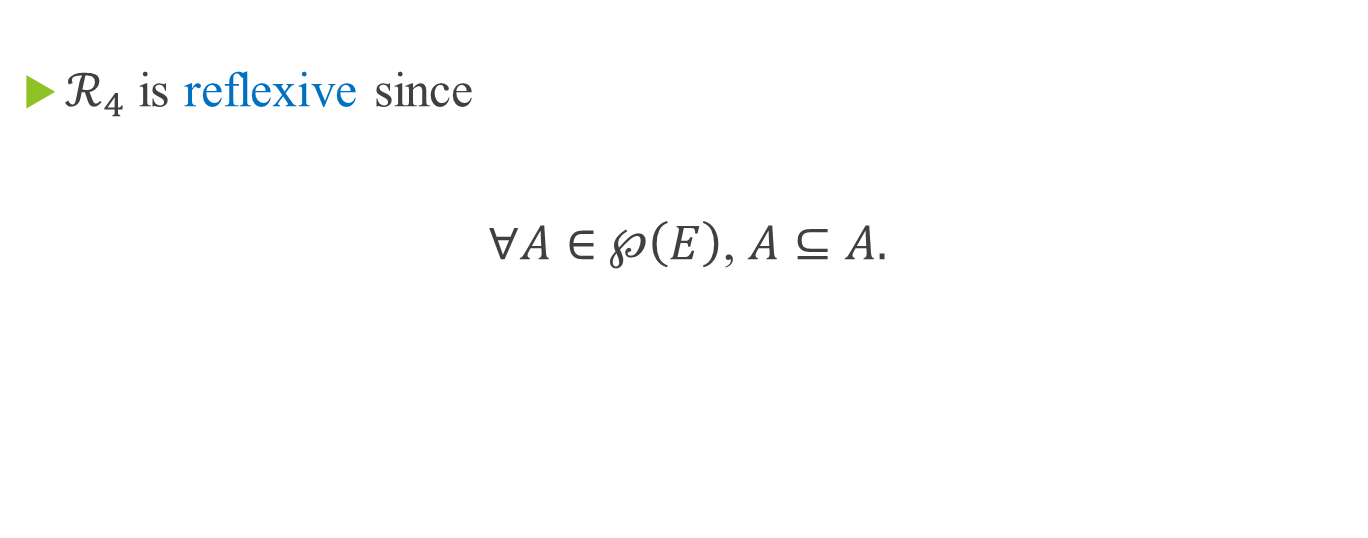 ▶ ℛ₄ is reflexive since
∀A ∈ ℘(E), A ⊆ A.